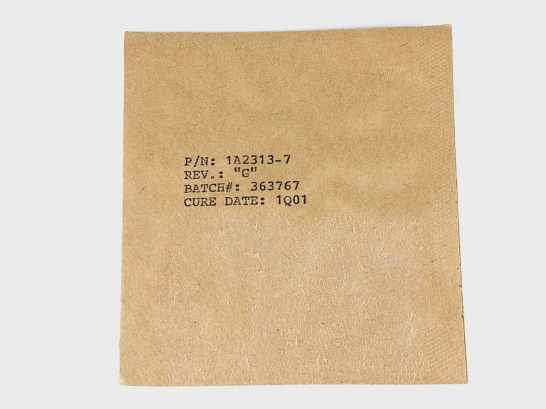 P/N: 1A2313-7
REV.: "G"
BATCH#: 363767
CURE DATE: 1Q01